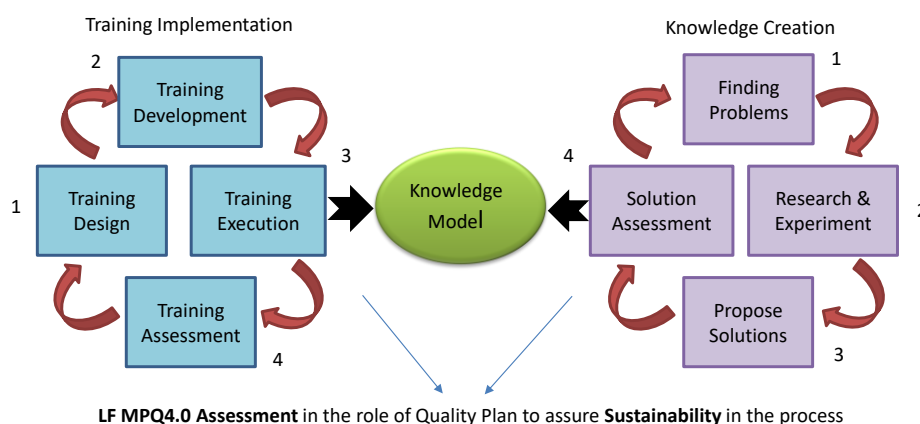 Training Implementation
Knowledge Creation
2
Training
Development
1
Finding
Problems
1
Training
Design
3
Training
Execution
Knowledge
Model
4
Solution
Assessment
Research &
Experiment
2
Training
Assessment
4
Propose
Solutions
3
LF MPQ4.0 Assessment in the role of Quality Plan to assure Sustainability in the process